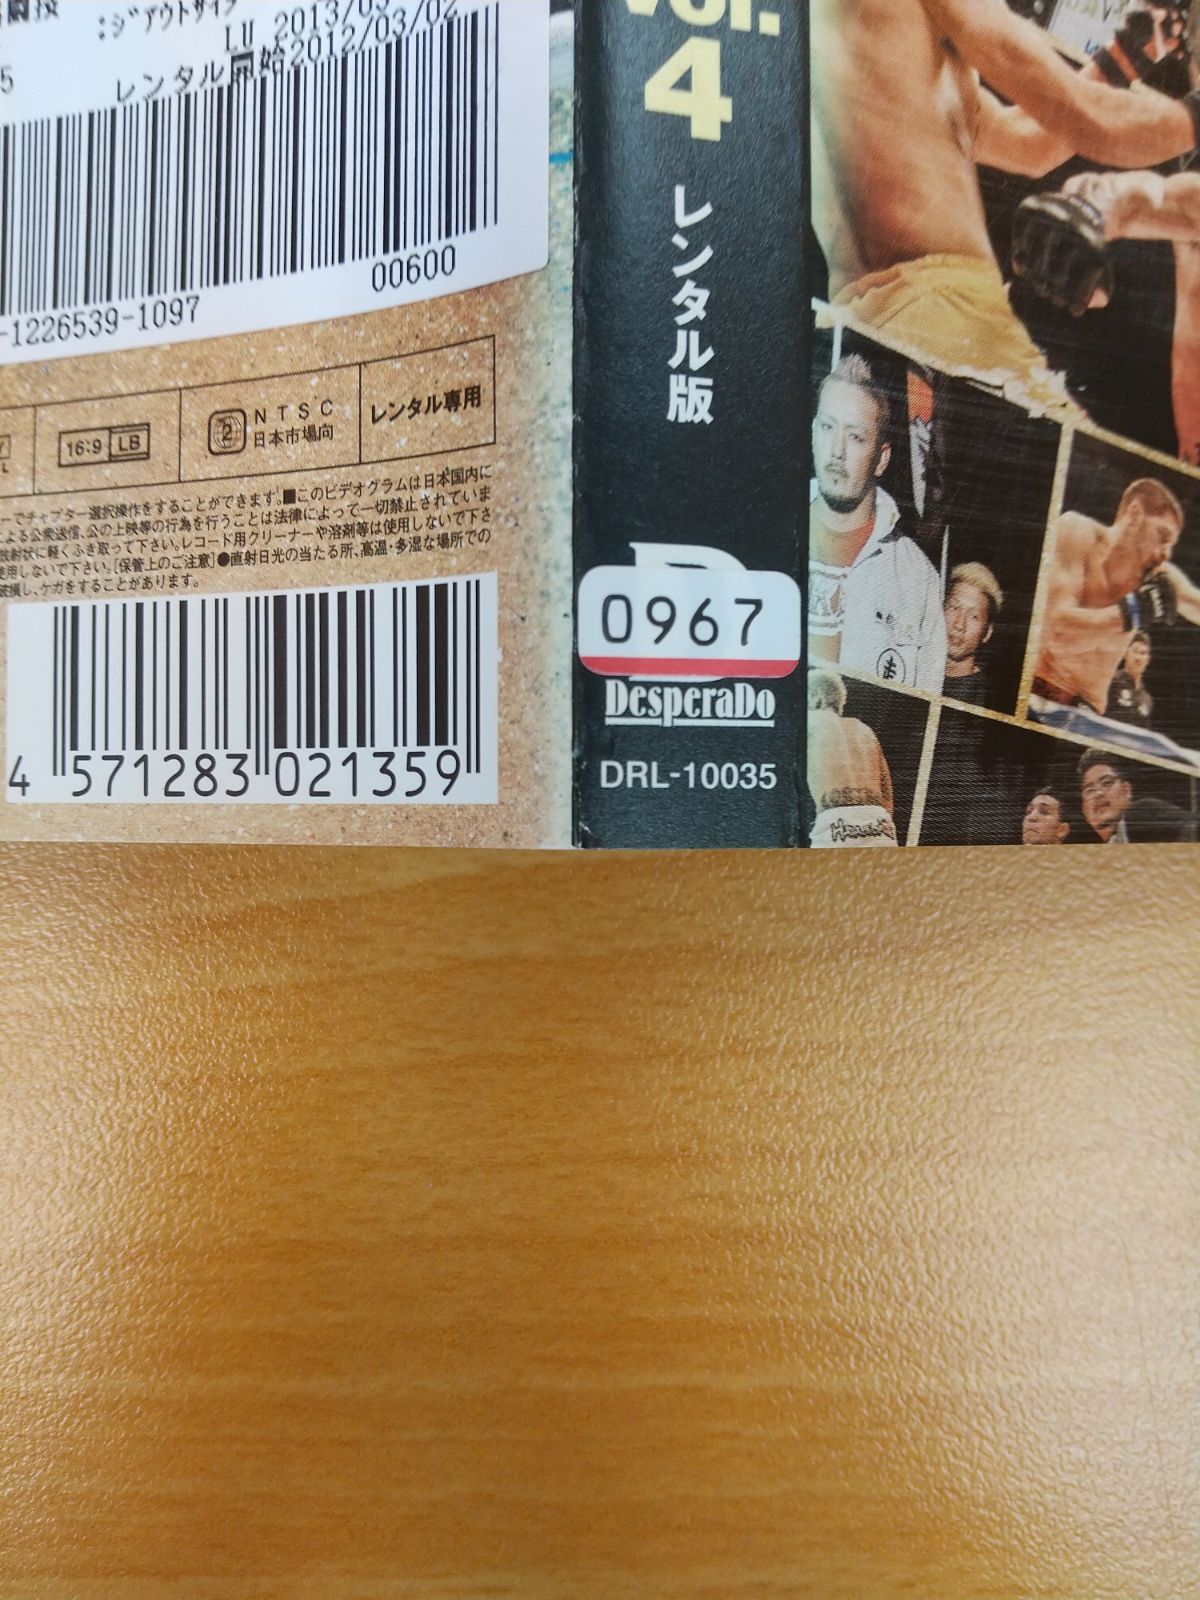 闘技
:ジアウトサイダ
LU 2013/03
5
レンタル開始2012/03/02
00600
-1226539-1097
16:9 LB
2
NTSC
日本市場向
レンタル専用
ーでチャプター選択操作をすることができます。■このビデオグラムは日本国内に
よる公衆送信、公の上映等の行為を行うことは法律によって一切禁止されていま
放射状に軽くふき取って下さい。レコード用クリーナーや溶剤等は使用しないで下さ
使用しないで下さい。[保管上のご注意]●直射日光の当たる所、高温・多湿な場所での
破損し、ケガをすることがあります。
4 571283 021359
Vol.
4
レンタル版
0967
DesperaDo
DRL-10035